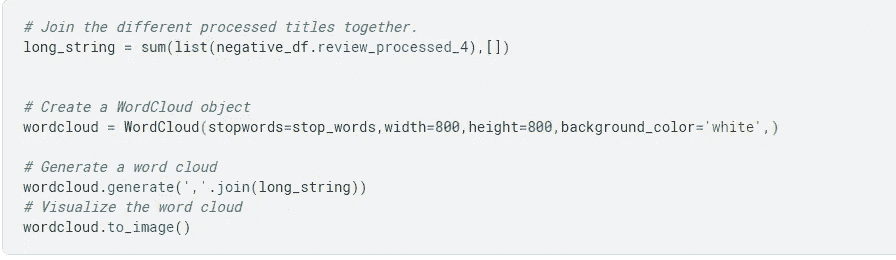 # Join the different processed titles together.
long_string = sum(list(negative_df.review_processed_4),[])
# Create a WordCloud object
wordcloud = WordCloud(stopwords=stop_words,width=800,height=800,background_color='white',)
# Generate a word cloud
wordcloud.generate(','.join(long_string))
# Visualize the word cloud
wordcloud.to_image()